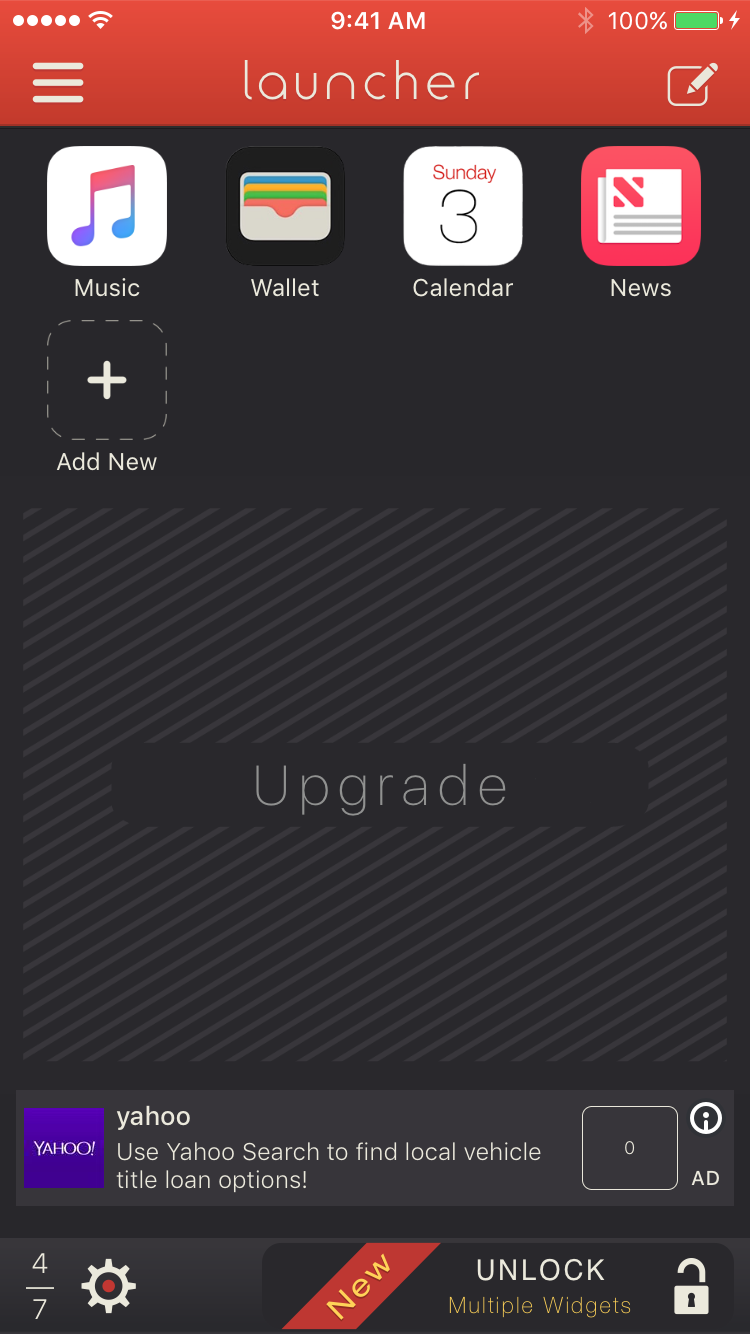 9:41 AM
100%
launcher
Sunday
3
Music
Wallet
Calendar
News
Add New
Upgrade
yahoo
YAHOO!
Use Yahoo Search to find local vehicle
title loan options!
0
AD
4
7
New
UNLOCK
Multiple Widgets